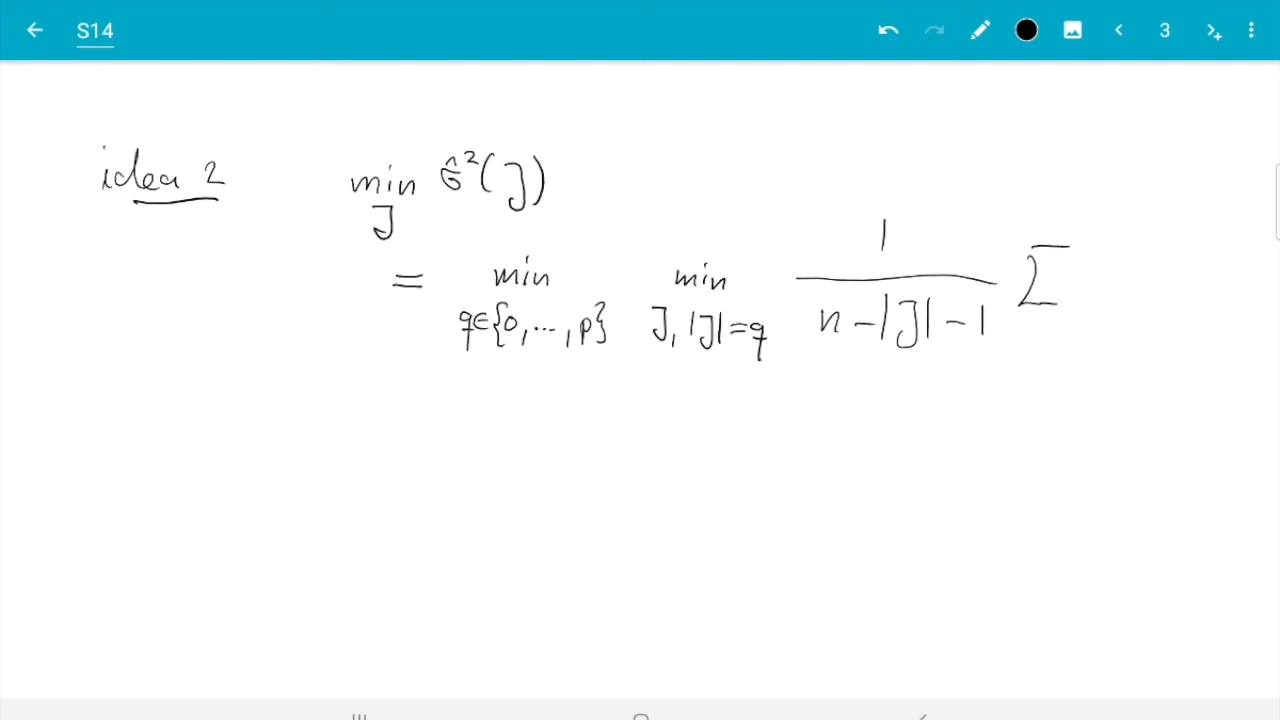 S14
3
idea 2 min σ̂²(J)
J
= min min 1/(n-|J|-1) Σ
q∈{0,...,p} J, |J|=q